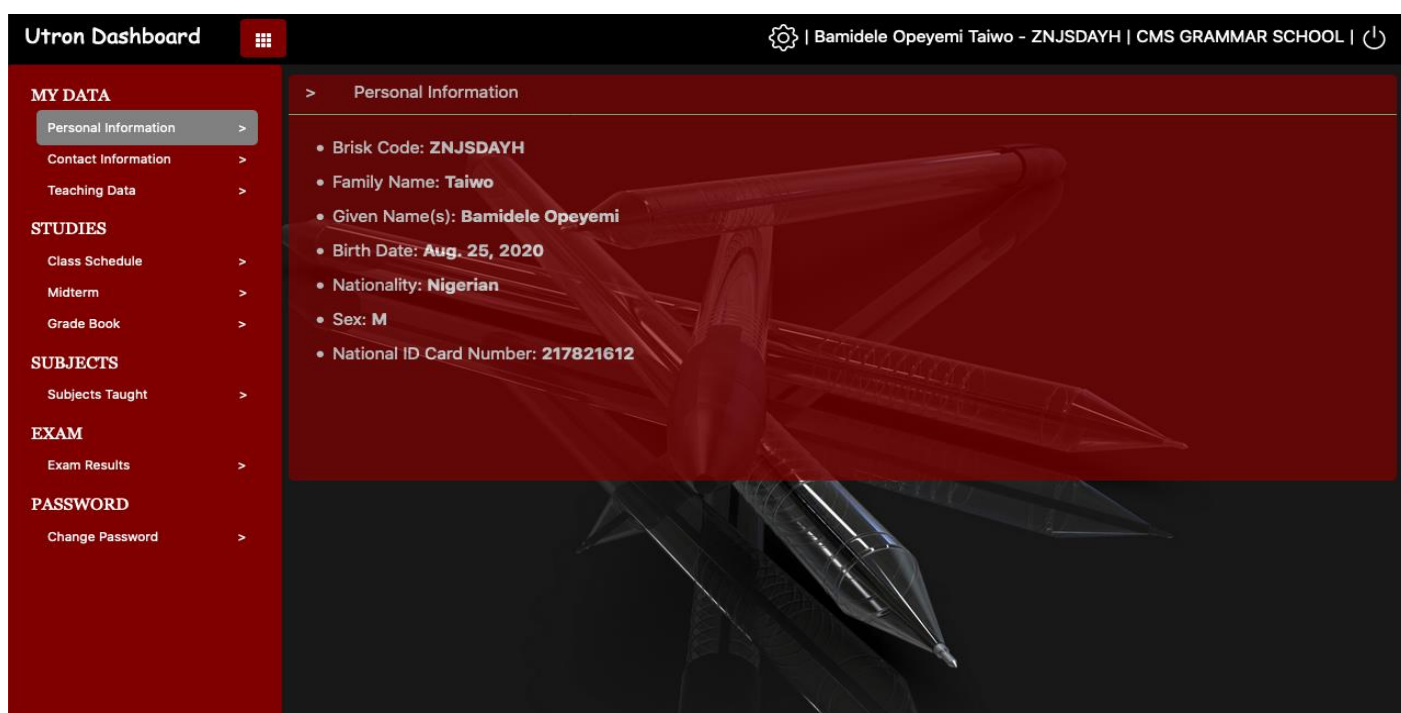 Utron Dashboard
| Bamidele Opeyemi Taiwo - ZNJSDAYH | CMS GRAMMAR SCHOOL |
MY DATA
Personal Information >
Contact Information >
Teaching Data >
STUDIES
Class Schedule >
Midterm >
Grade Book >
SUBJECTS
Subjects Taught >
EXAM
Exam Results >
PASSWORD
Change Password >
> Personal Information
• Brisk Code: ZNJSDAYH
• Family Name: Taiwo
• Given Name(s): Bamidele Opeyemi
• Birth Date: Aug. 25, 2020
• Nationality: Nigerian
• Sex: M
• National ID Card Number: 217821612